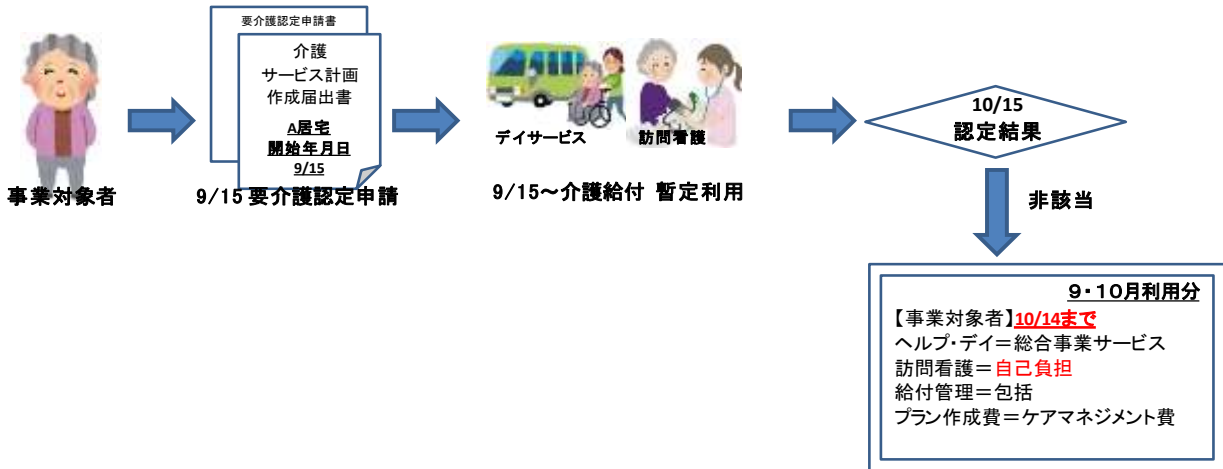 要介護認定申請書
介護
サービス計画
作成届出書
A居宅
開始年月日
9/15
事業対象者
9/15 要介護認定申請
デイサービス
訪問看護
9/15～介護給付 暫定利用
10/15
認定結果
非該当
9・10月利用分
【事業対象者】10/14まで
ヘルプ・デイ＝総合事業サービス
訪問看護＝自己負担
給付管理＝包括
プラン作成費＝ケアマネジメント費